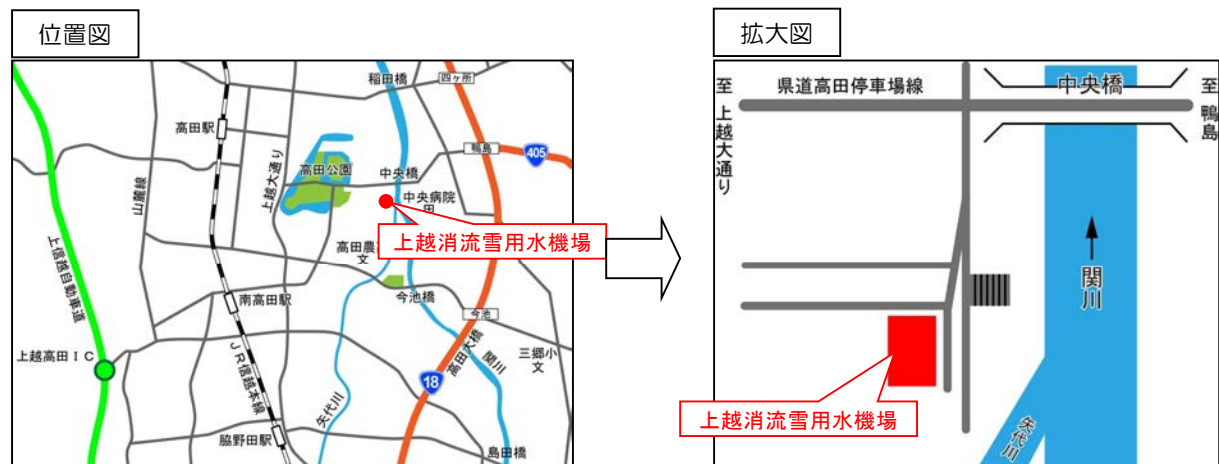 位置図
稲田橋
四ヶ所
高田駅
上越大通り
高田公園
鴨島
405
中央橋
山麓線
中央病院
田
上越消流雪用水機場
高田農
文
上信越自動車道
今池橋
南高田駅
今池
上越高田IC
JR信越本線
高田大橋
関川
三郷小
文
18
矢代川
脇野田駅
島田橋
拡大図
至上越大通り
県道高田停車場線
中央橋
至鴨島
関川
上越消流雪用水機場
矢代川